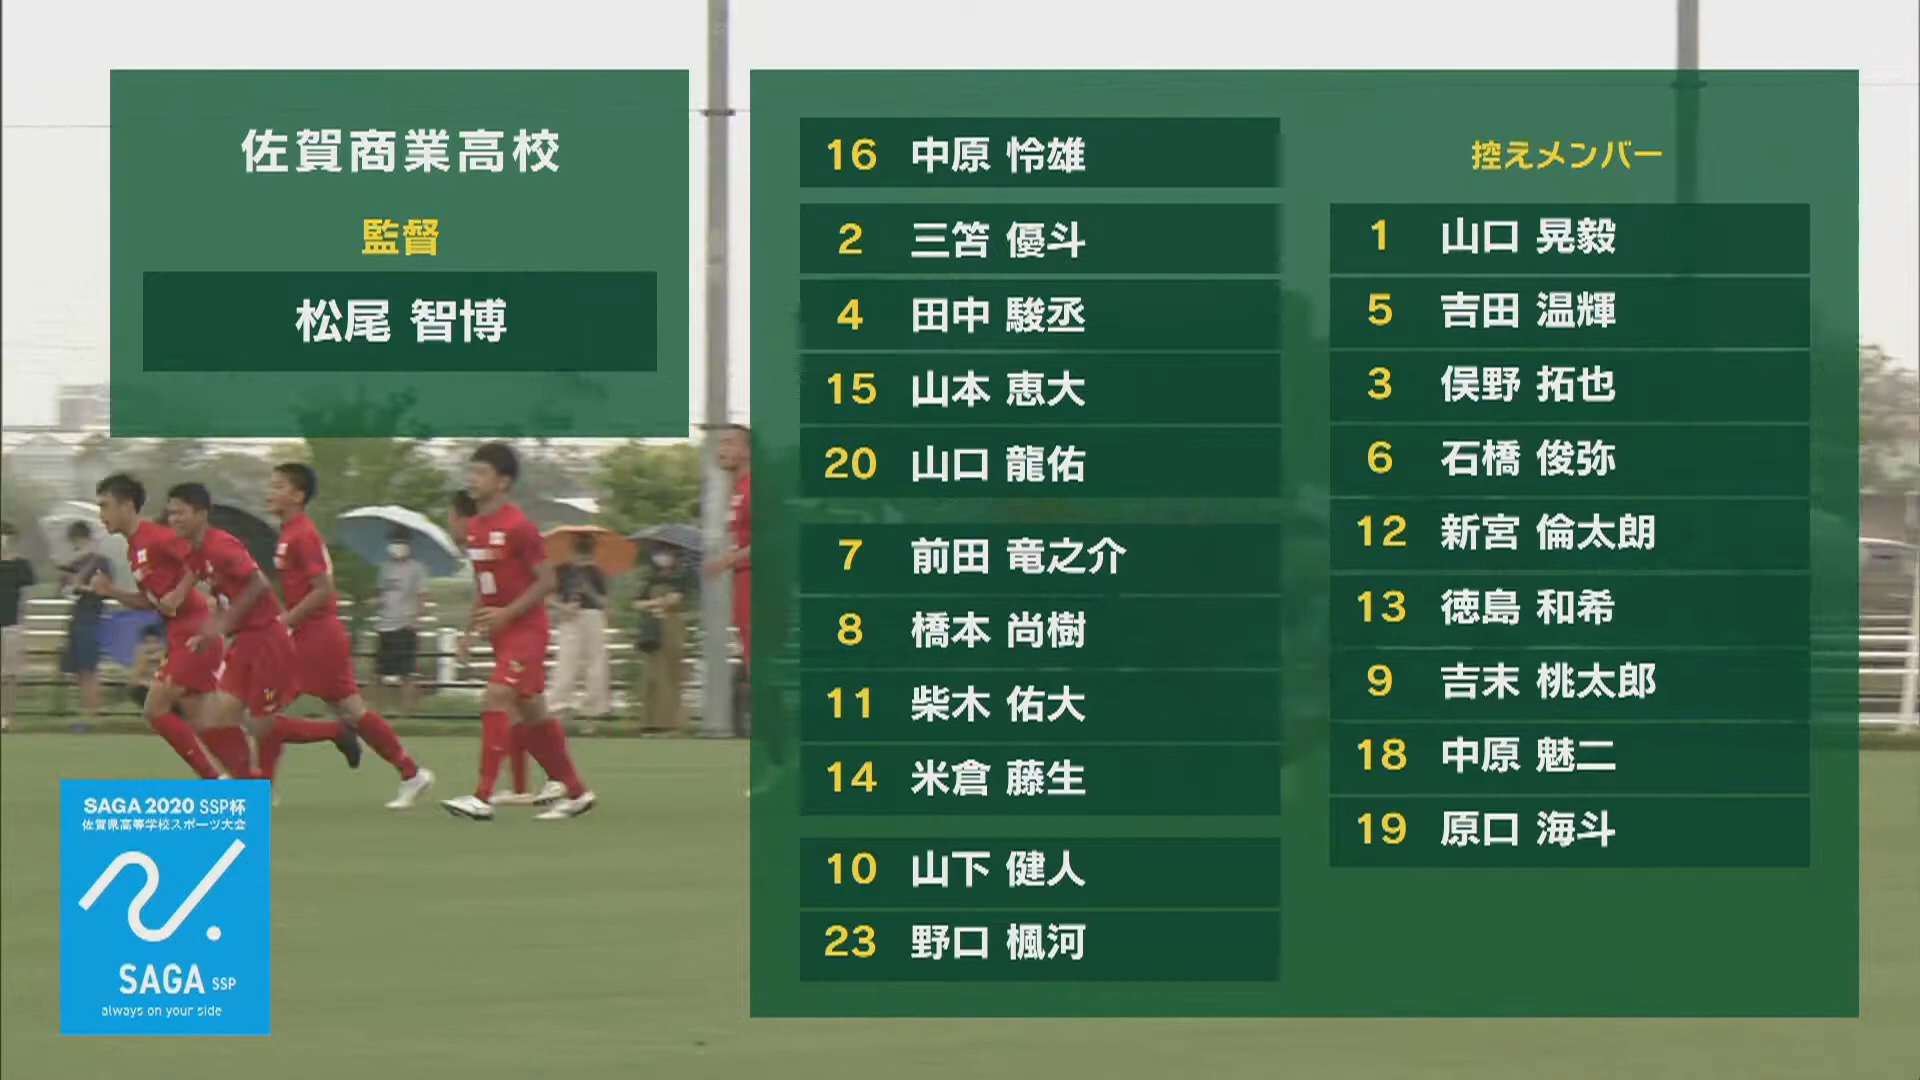 佐賀商業高校
監督
松尾 智博
16 中原 怜雄
2 三笘 優斗
4 田中 駿丞
15 山本 恵大
20 山口 龍佑
7 前田 竜之介
8 橋本 尚樹
11 柴木 佑大
14 米倉 藤生
10 山下 健人
23 野口 楓河
控えメンバー
1 山口 晃毅
5 吉田 温輝
3 俣野 拓也
6 石橋 俊弥
12 新宮 倫太朗
13 徳島 和希
9 吉末 桃太郎
18 中原 魅二
19 原口 海斗
SAGA 2020 SSP杯
佐賀県高等学校スポーツ大会
SAGA SSP
always on your side